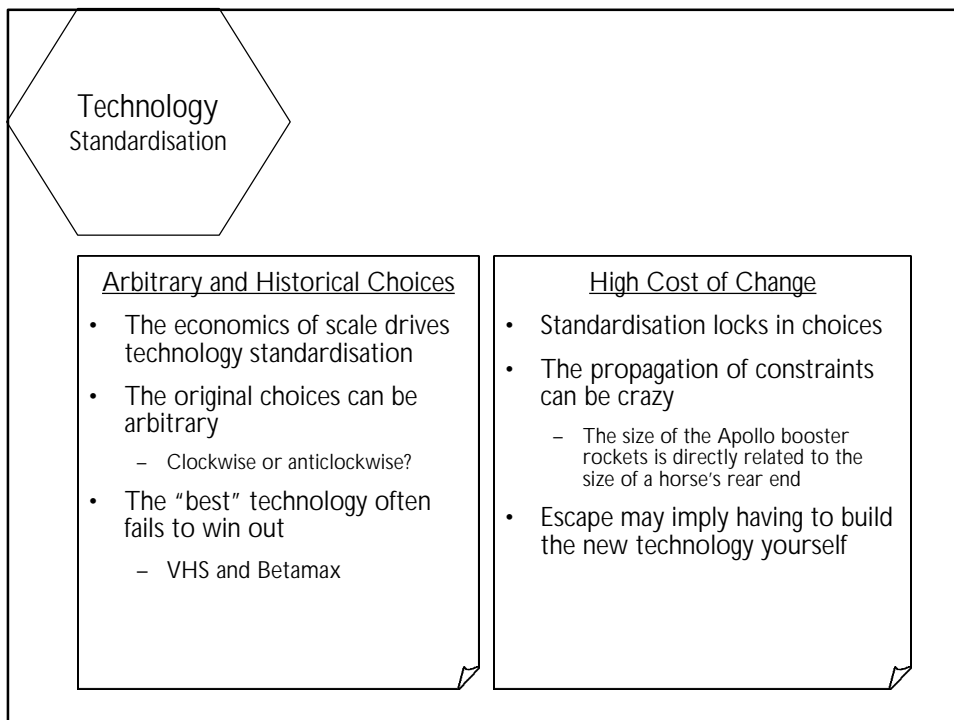 Technology
Standardisation
Arbitrary and Historical Choices
• The economics of scale drives
technology standardisation
• The original choices can be
arbitrary
– Clockwise or anticlockwise?
• The “best” technology often
fails to win out
– VHS and Betamax
High Cost of Change
• Standardisation locks in choices
• The propagation of constraints
can be crazy
– The size of the Apollo booster
rockets is directly related to the
size of a horse’s rear end
• Escape may imply having to build
the new technology yourself